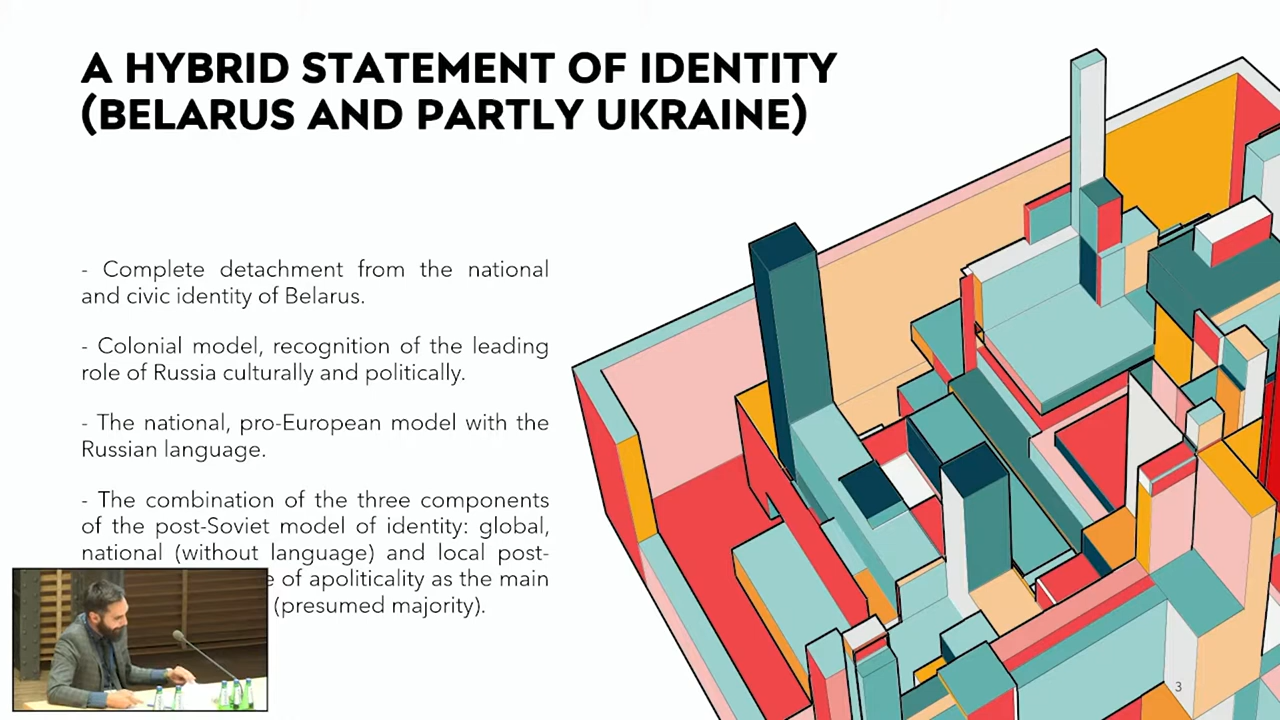 A HYBRID STATEMENT OF IDENTITY
(BELARUS AND PARTLY UKRAINE)
- Complete detachment from the national
and civic identity of Belarus.
- Colonial model, recognition of the leading
role of Russia culturally and politically.
- The national, pro-European model with the
Russian language.
- The combination of the three components
of the post-Soviet model of identity: global,
national (without language) and local post-
of apoliticality as the main
(presumed majority).
3